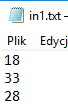 in1.txt —
Plik Edycj
18
33
28